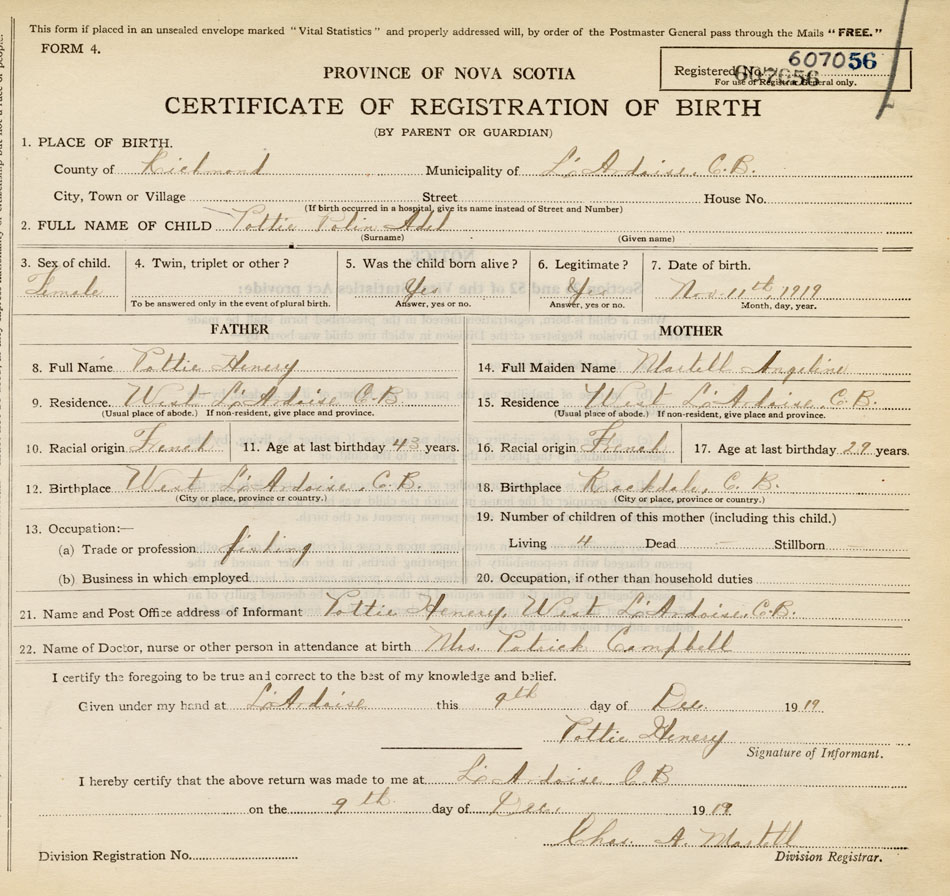 This form if placed in an unsealed envelope marked "Vital Statistics" and properly addressed will, by order of the Postmaster General pass through the Mails "FREE."
FORM 4.
607056
Registered No.
For use of Registrar General only.
PROVINCE OF NOVA SCOTIA
CERTIFICATE OF REGISTRATION OF BIRTH
(BY PARENT OR GUARDIAN)
1. PLACE OF BIRTH.
County of Richmond Municipality of L'Ardoise, C.B.
City, Town or Village Street House No.
(If birth occurred in a hospital, give its name instead of Street and Number)
2. FULL NAME OF CHILD Pottie
(Surname) (Given name)
3. Sex of child. 4. Twin, triplet or other? 5. Was the child born alive? 6. Legitimate? 7. Date of birth.
Female Yes Nov. 11th, 1919
To be answered only in the event of plural birth. Answer, yes or no. Answer, yes or no. Month, day, year.
FATHER MOTHER
8. Full Name Pottie Henery 14. Full Maiden Name Martell Angeline
9. Residence. West L'Ardoise C.B. 15. Residence West L'Ardoise, C.B.
(Usual place of abode.) If non-resident, give place and province. (Usual place of abode.) If non-resident, give place and province.
10. Racial origin French 11. Age at last birthday 43 years. 16. Racial origin French 17. Age at last birthday 29 years.
12. Birthplace West L'Ardoise, C.B. 18. Birthplace Rockdale, C.B.
(City or place, province or country.) (City or place, province or country.)
13. Occupation:— 19. Number of children of this mother (including this child.)
(a) Trade or profession fishing Living 4 Dead — Stillborn —
(b) Business in which employed 20. Occupation, if other than household duties
21. Name and Post Office address of Informant Pottie Henery, West L'Ardoise C.B.
22. Name of Doctor, nurse or other person in attendance at birth Mrs. Patrick Campbell
I certify the foregoing to be true and correct to the best of my knowledge and belief.
Given under my hand at L'Ardoise this 9th day of Dec. 1919.
Pottie Henery
Signature of Informant.
I hereby certify that the above return was made to me at L'Ardoise C.B
on the 9th day of Dec. 1919
Chas. A. Martell
Division Registration No. Division Registrar.